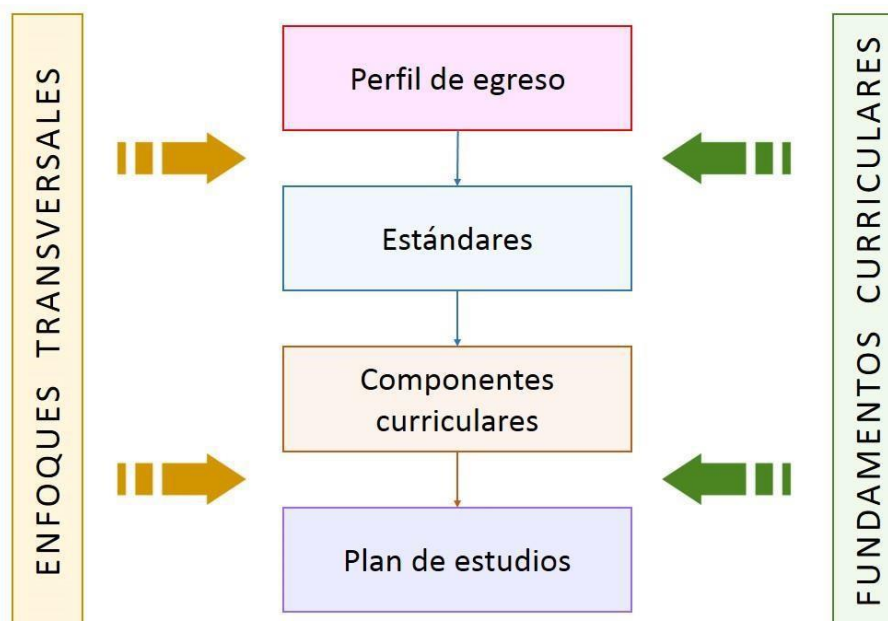 ENFOQUES TRANSVERSALES
Perfil de egreso
Estándares
Componentes
curriculares
Plan de estudios
FUNDAMENTOS CURRICULARES